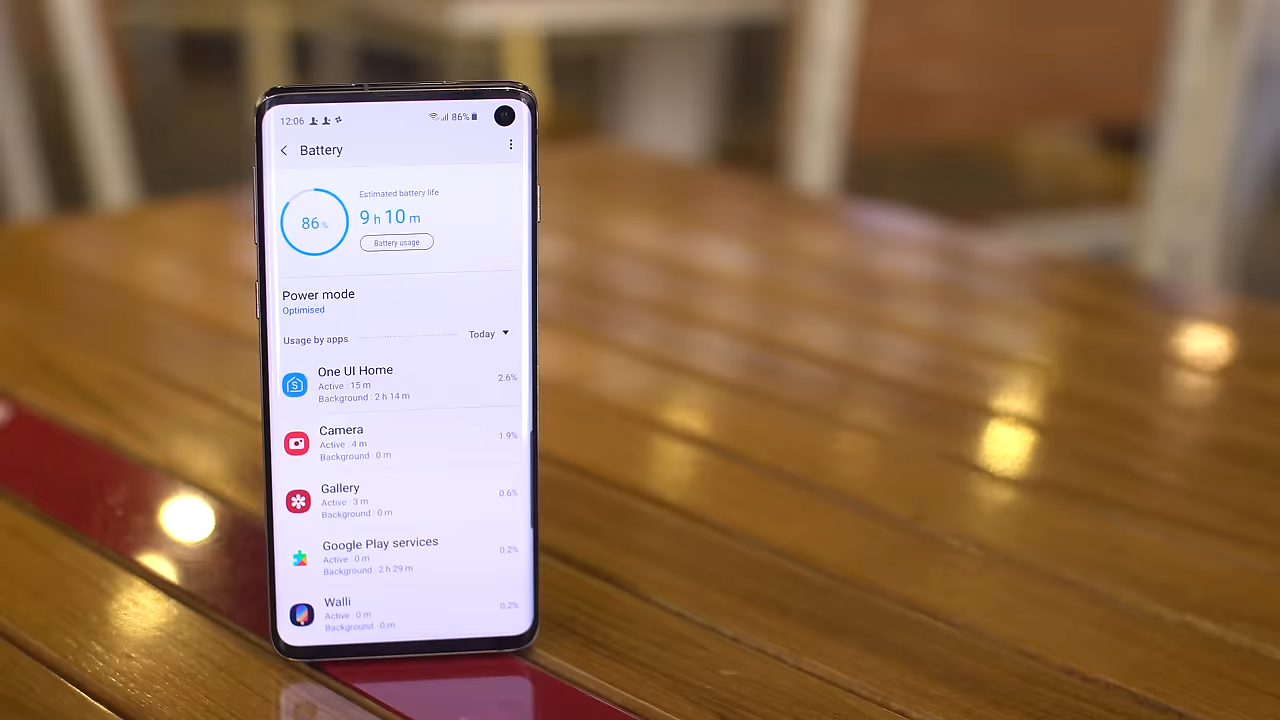 12:06 86%
Battery
Estimated battery life
86 %
9 h 10 m
Battery usage
Power mode
Optimised
Usage by apps Today
One UI Home
Active : 15 m
Background : 2 h 14 m
2.6%
Camera
Active : 4 m
Background : 0 m
1.9%
Gallery
Active : 3 m
Background : 0 m
0.6%
Google Play services
Active : 0 m
Background : 2 h 29 m
0.2%
Walli
Active : 0 m
Background : 0 m
0.2%